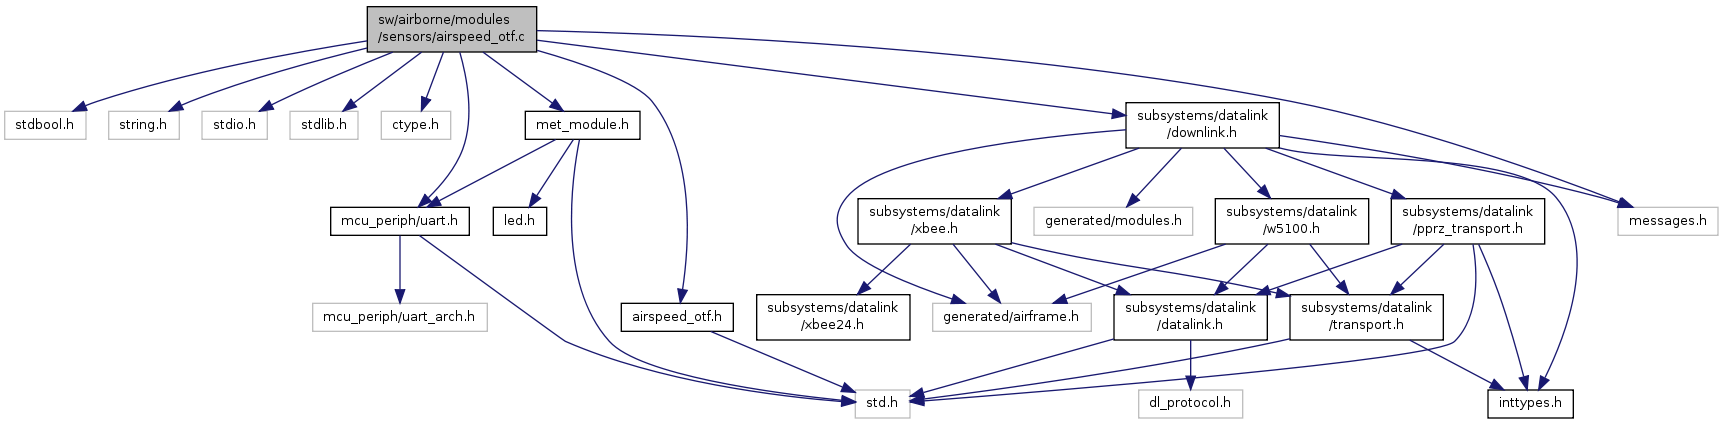 sw/airborne/modules
/sensors/airspeed_otf.c
stdbool.h
string.h
stdio.h
stdlib.h
ctype.h
met_module.h
subsystems/datalink
/downlink.h
mcu_periph/uart.h
led.h
subsystems/datalink
/xbee.h
generated/modules.h
subsystems/datalink
/w5100.h
subsystems/datalink
/pprz_transport.h
messages.h
mcu_periph/uart_arch.h
airspeed_otf.h
subsystems/datalink
/xbee24.h
generated/airframe.h
subsystems/datalink
/datalink.h
subsystems/datalink
/transport.h
std.h
dl_protocol.h
inttypes.h